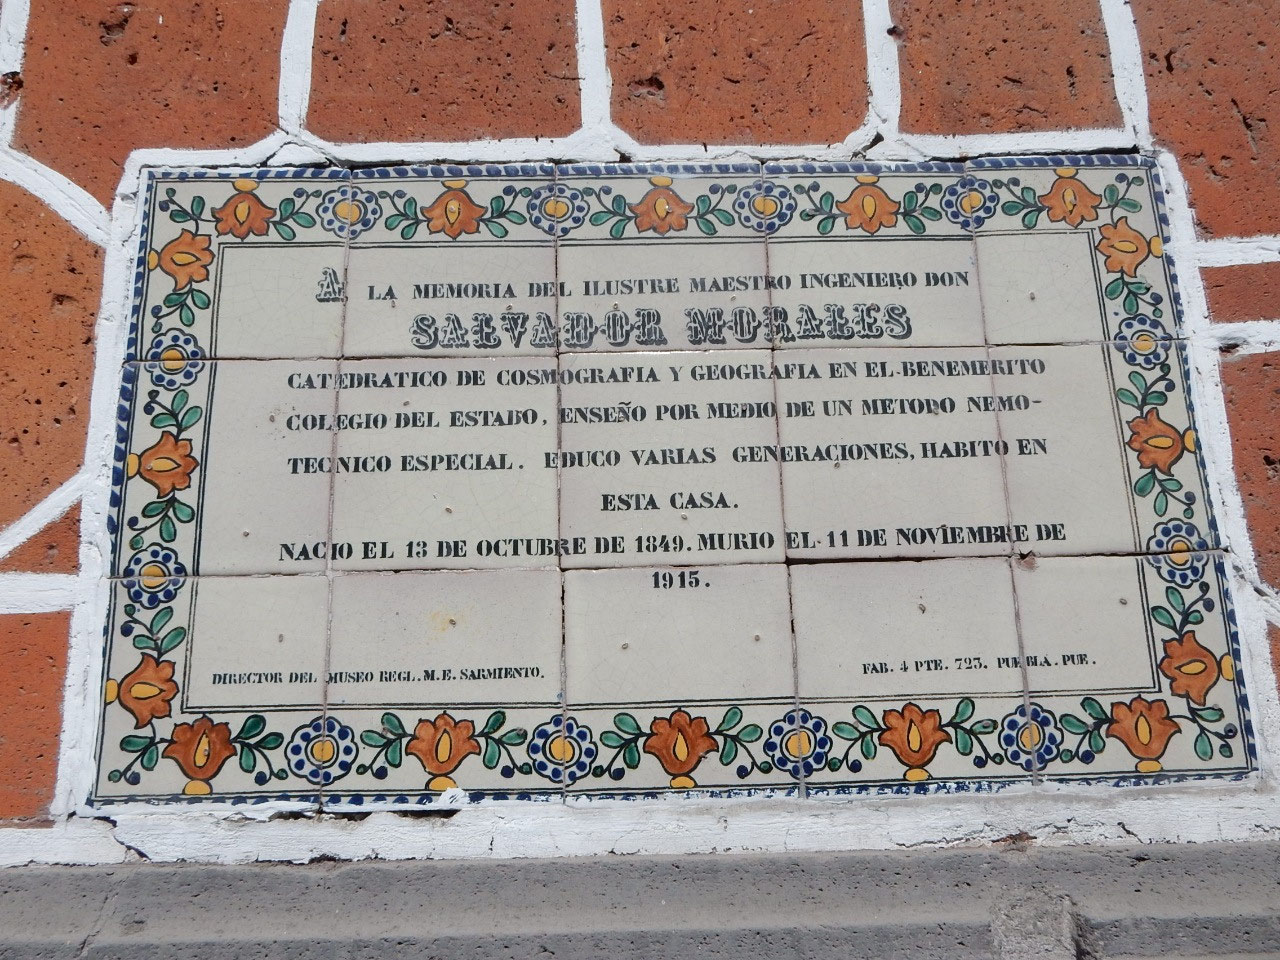 A LA MEMORIA DEL ILUSTRE MAESTRO INGENIERO DON
SALVADOR MORALES
CATEDRATICO DE COSMOGRAFIA Y GEOGRAFIA EN EL BENEMERITO
COLEGIO DEL ESTADO, ENSEÑO POR MEDIO DE UN METODO NEMO-
TECNICO ESPECIAL. EDUCO VARIAS GENERACIONES, HABITO EN
ESTA CASA.
NACIO EL 13 DE OCTUBRE DE 1849. MURIO EL 11 DE NOVIEMBRE DE
1915.
DIRECTOR DEL MUSEO REGL. M. E. SARMIENTO.
FAB. 4 PTE. 723. PUEBLA. PUE.